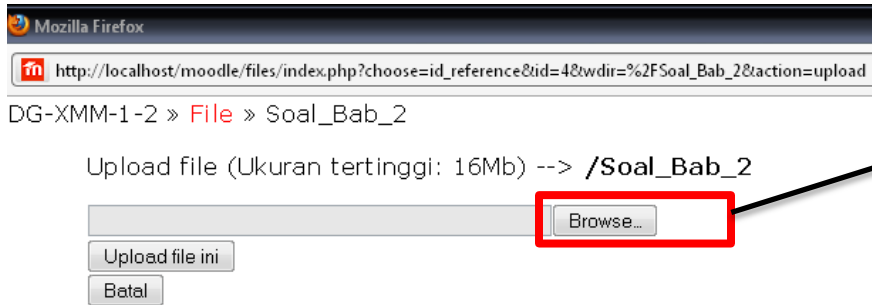 Mozilla Firefox
http://localhost/moodle/files/index.php?choose=id_reference&id=4&wdir=%2FSoal_Bab_2&action=upload
DG-XMM-1-2 » File » Soal_Bab_2
Upload file (Ukuran tertinggi: 16Mb) --> /Soal_Bab_2
Browse...
Upload file ini
Batal